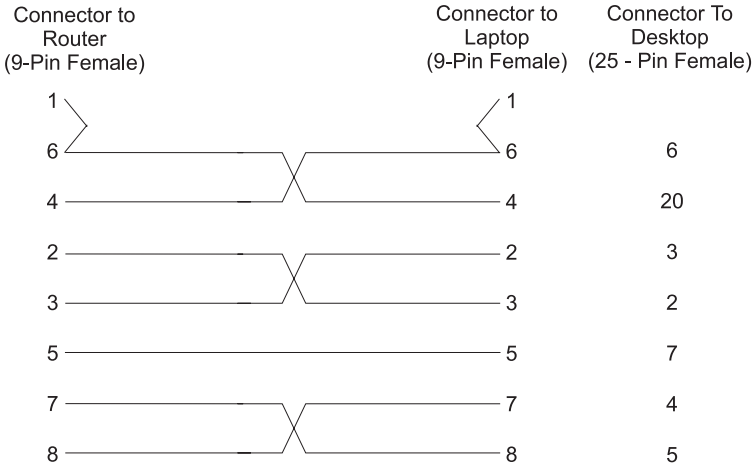 Connector to Router (9-Pin Female)
Connector to Laptop (9-Pin Female)
Connector To Desktop (25 - Pin Female)
1 1
6 6 6
4 4 20
2 2 3
3 3 2
5 5 7
7 7 4
8 8 5